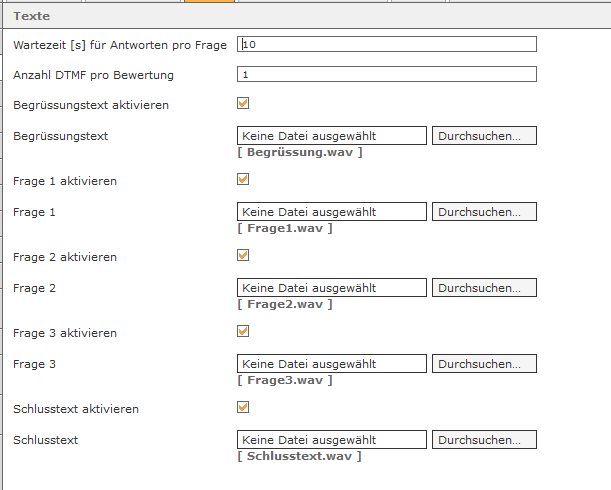 Texte
Wartezeit [s] für Antworten pro Frage 10
Anzahl DTMF pro Bewertung 1
Begrüssungstext aktivieren
Begrüssungstext Keine Datei ausgewählt Durchsuchen...
[ Begrüssung.wav ]
Frage 1 aktivieren
Frage 1 Keine Datei ausgewählt Durchsuchen...
[ Frage1.wav ]
Frage 2 aktivieren
Frage 2 Keine Datei ausgewählt Durchsuchen...
[ Frage2.wav ]
Frage 3 aktivieren
Frage 3 Keine Datei ausgewählt Durchsuchen...
[ Frage3.wav ]
Schlusstext aktivieren
Schlusstext Keine Datei ausgewählt Durchsuchen...
[ Schlusstext.wav ]